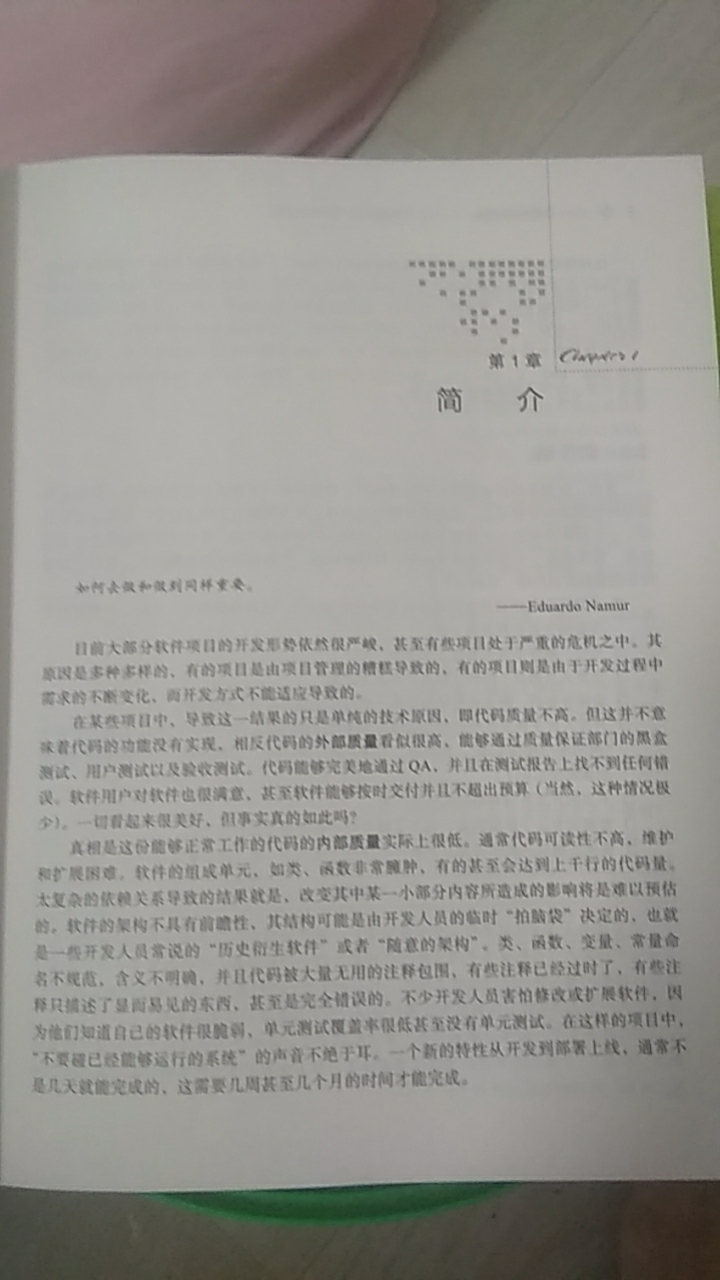 第1章
Chapter 1
简 介
如何去做和做到同样重要。
——Eduardo Namur
目前大部分软件项目的开发形势依然很严峻，甚至有些项目处于严重的危机之中。其
原因是多种多样的，有的项目是由项目管理的糟糕导致的，有的项目则是由于开发过程中
需求的不断变化，而开发方式不能适应导致的。
在某些项目中，导致这一结果的只是单纯的技术原因，即代码质量不高。但这并不意
味着代码的功能没有实现，相反代码的外部质量看似很高，能够通过质量保证部门的黑盒
测试、用户测试以及验收测试。代码能够完美地通过 QA，并且在测试报告上找不到任何错
误。软件用户对软件也很满意，甚至软件能够按时交付并且不超出预算（当然，这种情况极
少）。一切看起来很美好，但事实真的如此吗？
真相是这份能够正常工作的代码的内部质量实际上很低。通常代码可读性不高，维护
和扩展困难。软件的组成单元，如类、函数非常臃肿，有的甚至会达到上千行的代码量。
太复杂的依赖关系导致的结果就是，改变其中某一小部分内容所造成的影响将是难以预估
的。软件的架构不具有前瞻性，其结构可能是由开发人员的临时“拍脑袋”决定的，也就
是一些开发人员常说的“历史衍生软件”或者“随意的架构”。类、函数、变量、常量命
名不规范，含义不明确，并且代码被大量无用的注释包围，有些注释已经过时了，有些注
释只描述了显而易见的东西，甚至是完全错误的。不少开发人员害怕修改或扩展软件，因
为他们知道自己的软件很脆弱，单元测试覆盖率很低甚至没有单元测试。在这样的项目中，
“不要碰已经能够运行的系统”的声音不绝于耳。一个新的特性从开发到部署上线，通常不
是几天就能完成的，这需要几周甚至几个月的时间才能完成。